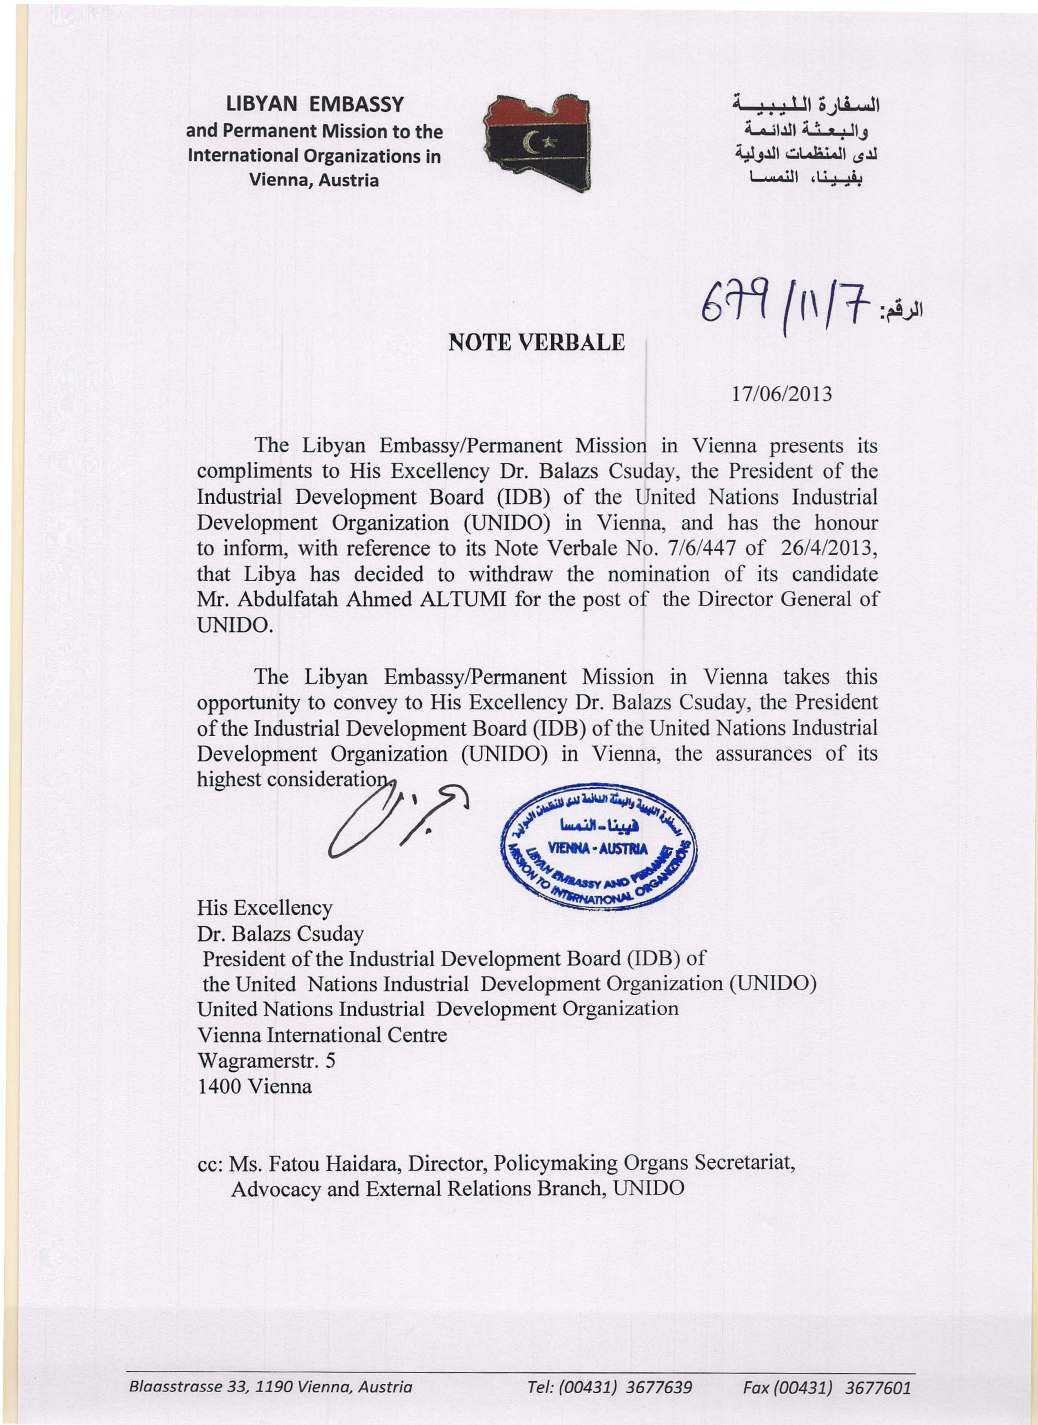 LIBYAN EMBASSY
and Permanent Mission to the
International Organizations in
Vienna, Austria
السفارة الليبية
والبعثة الدائمة
لدى المنظمات الدولية
بفيينا، النمسا
الرقم: 7/11/679
NOTE VERBALE
17/06/2013
The Libyan Embassy/Permanent Mission in Vienna presents its
compliments to His Excellency Dr. Balazs Csuday, the President of the
Industrial Development Board (IDB) of the United Nations Industrial
Development Organization (UNIDO) in Vienna, and has the honour
to inform, with reference to its Note Verbale No. 7/6/447 of 26/4/2013,
that Libya has decided to withdraw the nomination of its candidate
Mr. Abdulfatah Ahmed ALTUMI for the post of the Director General of
UNIDO.
The Libyan Embassy/Permanent Mission in Vienna takes this
opportunity to convey to His Excellency Dr. Balazs Csuday, the President
of the Industrial Development Board (IDB) of the United Nations Industrial
Development Organization (UNIDO) in Vienna, the assurances of its
highest consideration.
السفارة الليبية والبعثة الدائمة لدى المنظمات الدولية
فيينا - النمسا
VIENNA - AUSTRIA
LIBYAN EMBASSY AND PERMANET
MISSION TO INTERNATIONAL ORGANIZATIONS
His Excellency
Dr. Balazs Csuday
President of the Industrial Development Board (IDB) of
the United Nations Industrial Development Organization (UNIDO)
United Nations Industrial Development Organization
Vienna International Centre
Wagramerstr. 5
1400 Vienna
cc: Ms. Fatou Haidara, Director, Policymaking Organs Secretariat,
Advocacy and External Relations Branch, UNIDO
Blaasstrasse 33, 1190 Vienna, Austria Tel: (00431) 3677639 Fax (00431) 3677601